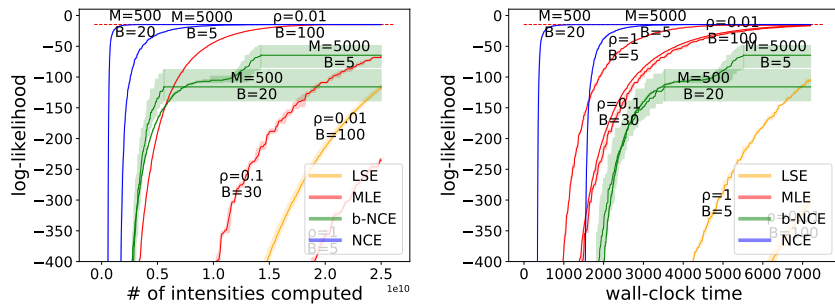 M=500
M=5000
ρ=0.01
B=20
B=5
B=100
M=5000
B=5
M=500
B=20
ρ=0.01
B=100
ρ=0.1
B=30
ρ=1
B=5
LSE
MLE
b-NCE
NCE
log-likelihood
0
−50
−100
−150
−200
−250
−300
−350
−400
0.0
0.5
1.0
1.5
2.0
2.5
1e10
# of intensities computed
M=500
M=5000
ρ=0.01
B=20
B=5
B=100
ρ=1
B=5
M=5000
B=5
M=500
B=20
ρ=0.1
B=30
ρ=1
B=5
B=100
LSE
MLE
b-NCE
NCE
log-likelihood
0
−50
−100
−150
−200
−250
−300
−350
−400
0
1000
2000
3000
4000
5000
6000
7000
wall-clock time